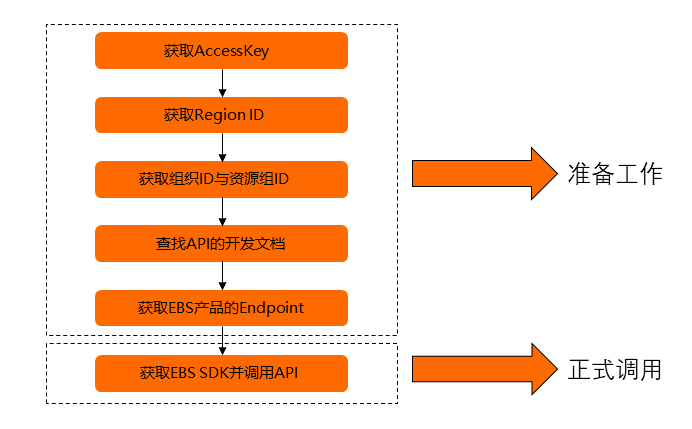 获取AccessKey
获取Region ID
获取组织ID与资源组ID
查找API的开发文档
获取EBS产品的Endpoint
准备工作
获取EBS SDK并调用API
正式调用